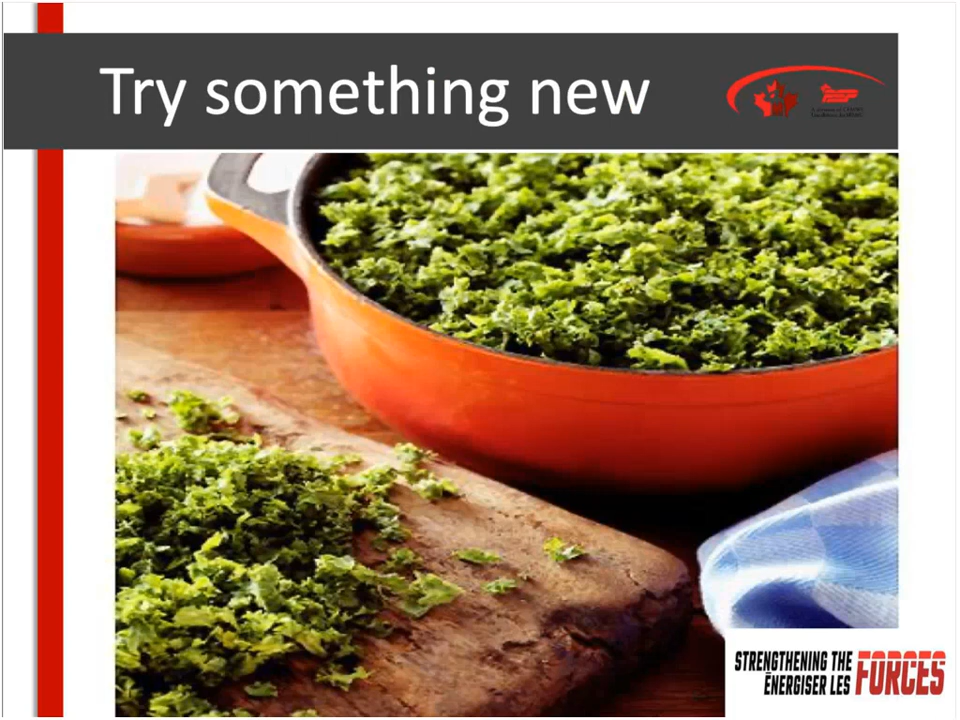 Try something new
STRENGTHENING THE
ÉNERGISER LES
FORCES